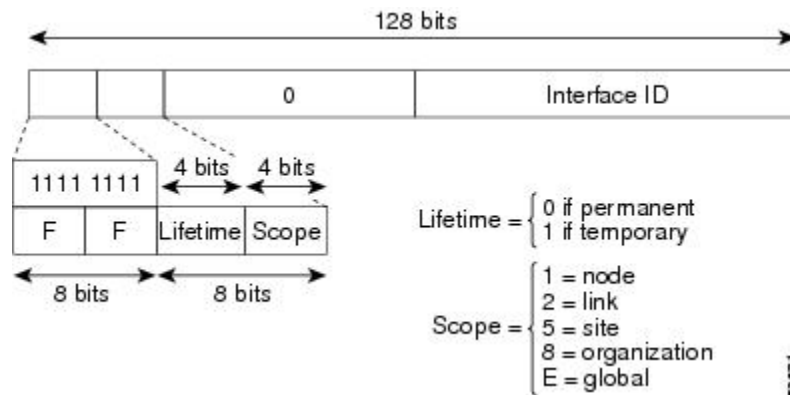 128 bits
0 Interface ID
4 bits 4 bits
1111 1111
F F Lifetime Scope
8 bits 8 bits
Lifetime = 0 if permanent
1 if temporary
Scope = 1 = node
2 = link
5 = site
8 = organization
E = global